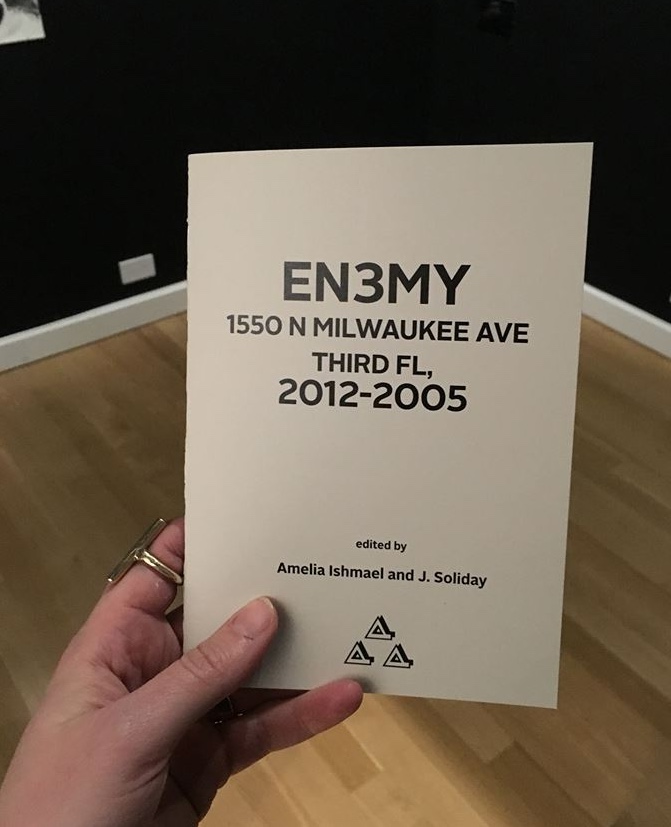 EN3MY
1550 N MILWAUKEE AVE
THIRD FL,
2012-2005
edited by
Amelia Ishmael and J. Soliday